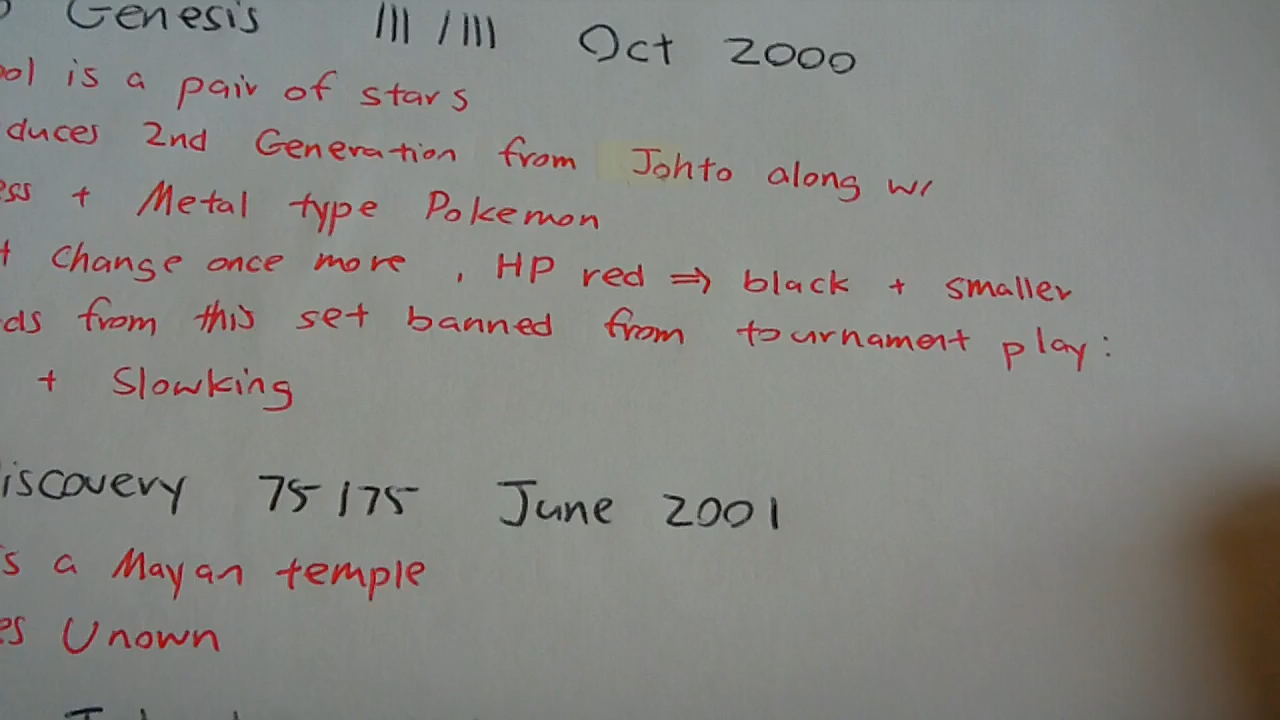 Genesis 111/111 Oct 2000
ol is a pair of stars
duces 2nd Generation from Johto along w/
ess + Metal type Pokemon
t change once more, HP red => black + smaller
ds from this set banned from tournament play:
+ Slowking
iscovery 75/75 June 2001
s a Mayan temple
es Unown